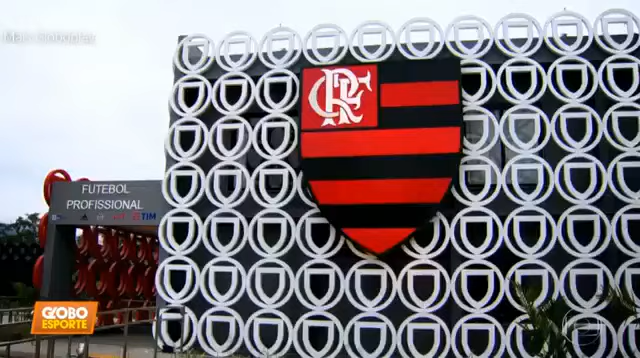 FUTEBOL
PROFISSIONAL
TIM
CRF
GLOBO
ESPORTE